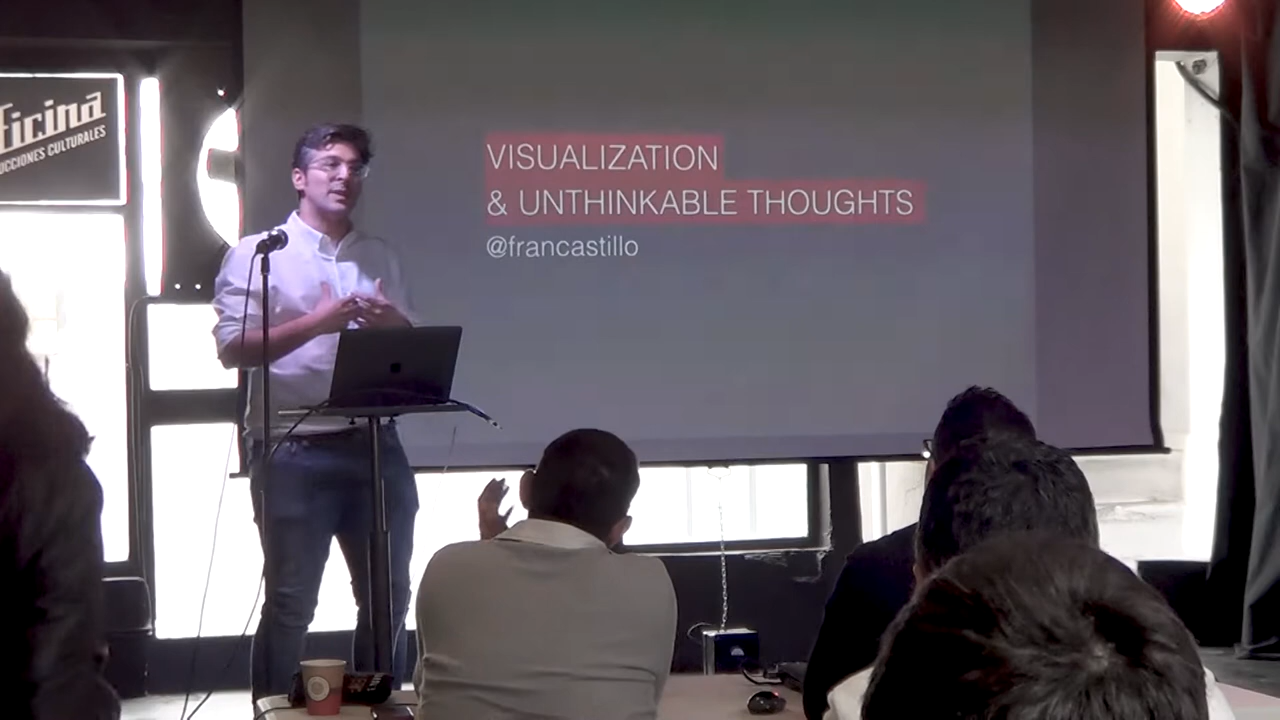 ficina
UCCIONES CULTURALES
VISUALIZATION
& UNTHINKABLE THOUGHTS
@francastillo